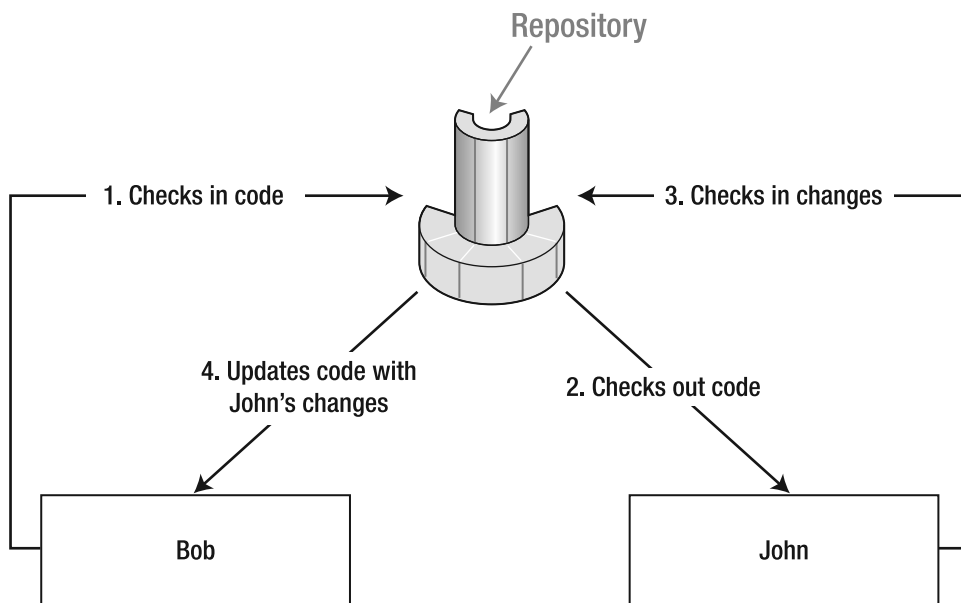 Repository
1. Checks in code
3. Checks in changes
4. Updates code with
John’s changes
2. Checks out code
Bob
John